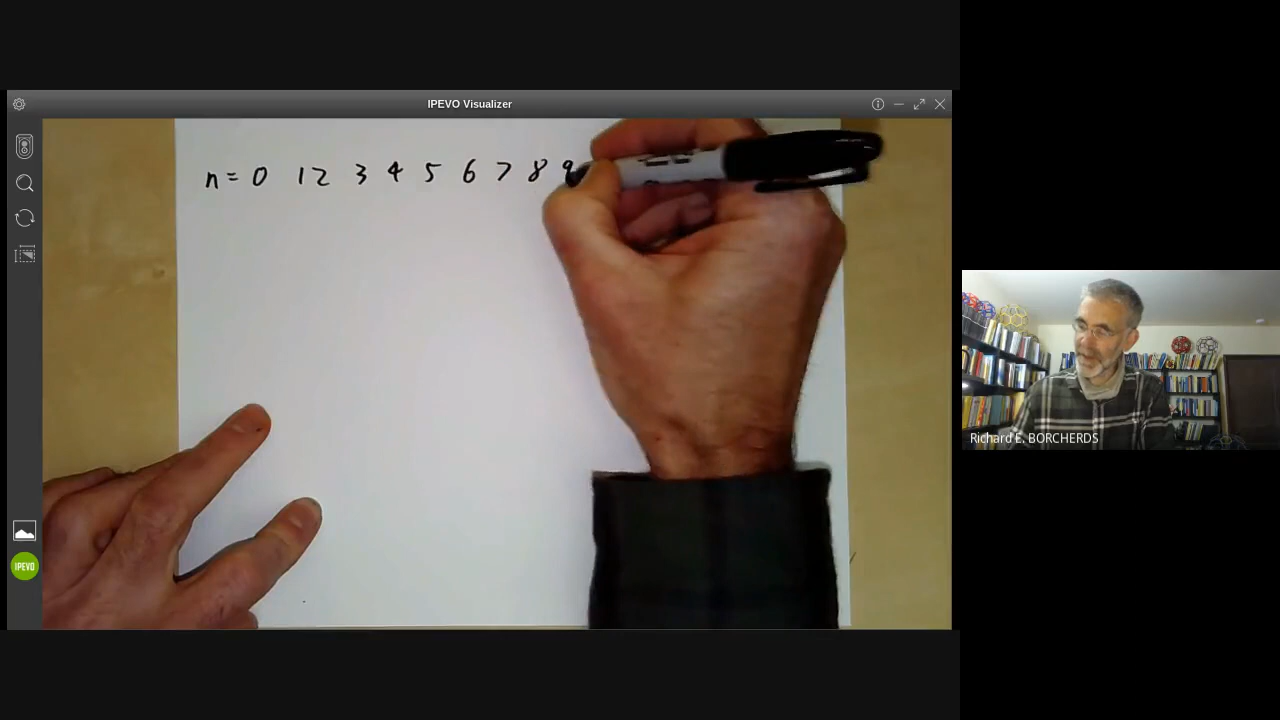 IPEVO Visualizer
n = 0 1 2 3 4 5 6 7 8 9
Richard E. BORCHERDS
IPEVO